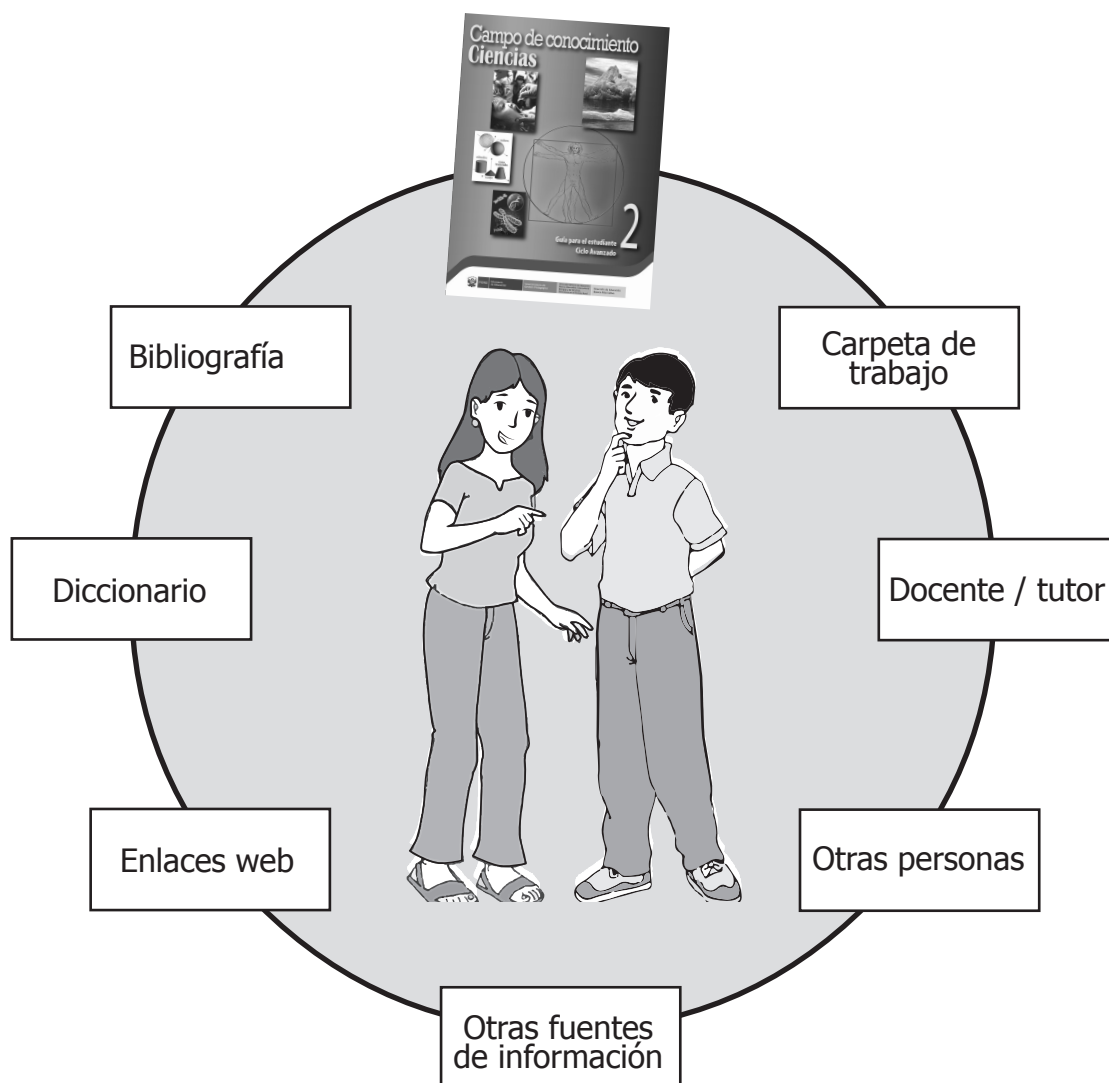 Campo de conocimiento
Ciencias
2
Guía para el estudiante
Ciclo Avanzado
Bibliografía
Carpeta de
trabajo
Diccionario
Docente / tutor
Enlaces web
Otras personas
Otras fuentes
de información